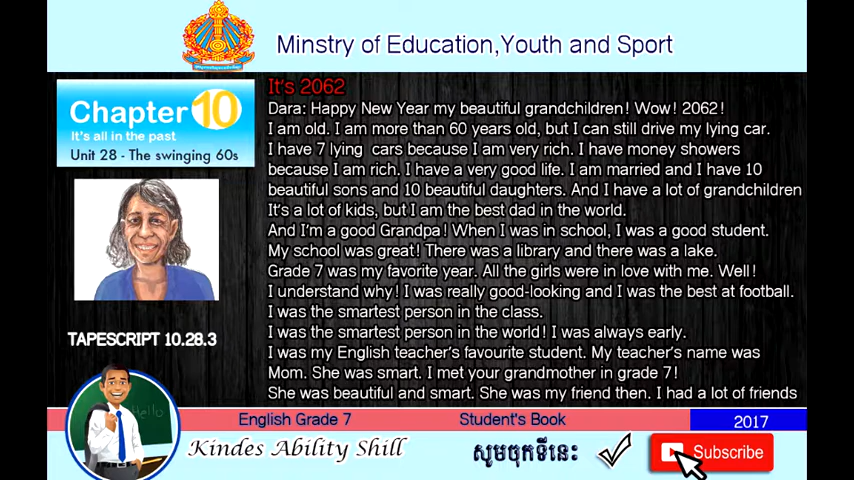 Minstry of Education,Youth and Sport
Chapter 10
It's all in the past
Unit 28 - The swinging 60s
TAPESCRIPT 10.28.3
It's 2062
Dara: Happy New Year my beautiful grandchildren! Wow! 2062!
I am old. I am more than 60 years old, but I can still drive my lying car.
I have 7 lying cars because I am very rich. I have money showers
because I am rich. I have a very good life. I am married and I have 10
beautiful sons and 10 beautiful daughters. And I have a lot of grandchildren
It's a lot of kids, but I am the best dad in the world.
And I'm a good Grandpa! When I was in school, I was a good student.
My school was great! There was a library and there was a lake.
Grade 7 was my favorite year. All the girls were in love with me. Well!
I understand why! I was really good-looking and I was the best at football.
I was the smartest person in the class.
I was the smartest person in the world! I was always early.
I was my English teacher's favourite student. My teacher's name was
Mom. She was smart. I met your grandmother in grade 7!
She was beautiful and smart. She was my friend then. I had a lot of friends
English Grade 7
Student's Book
2017
Hello
Kindes Ability Shill
សូមចុកទីនេះ
Subscribe